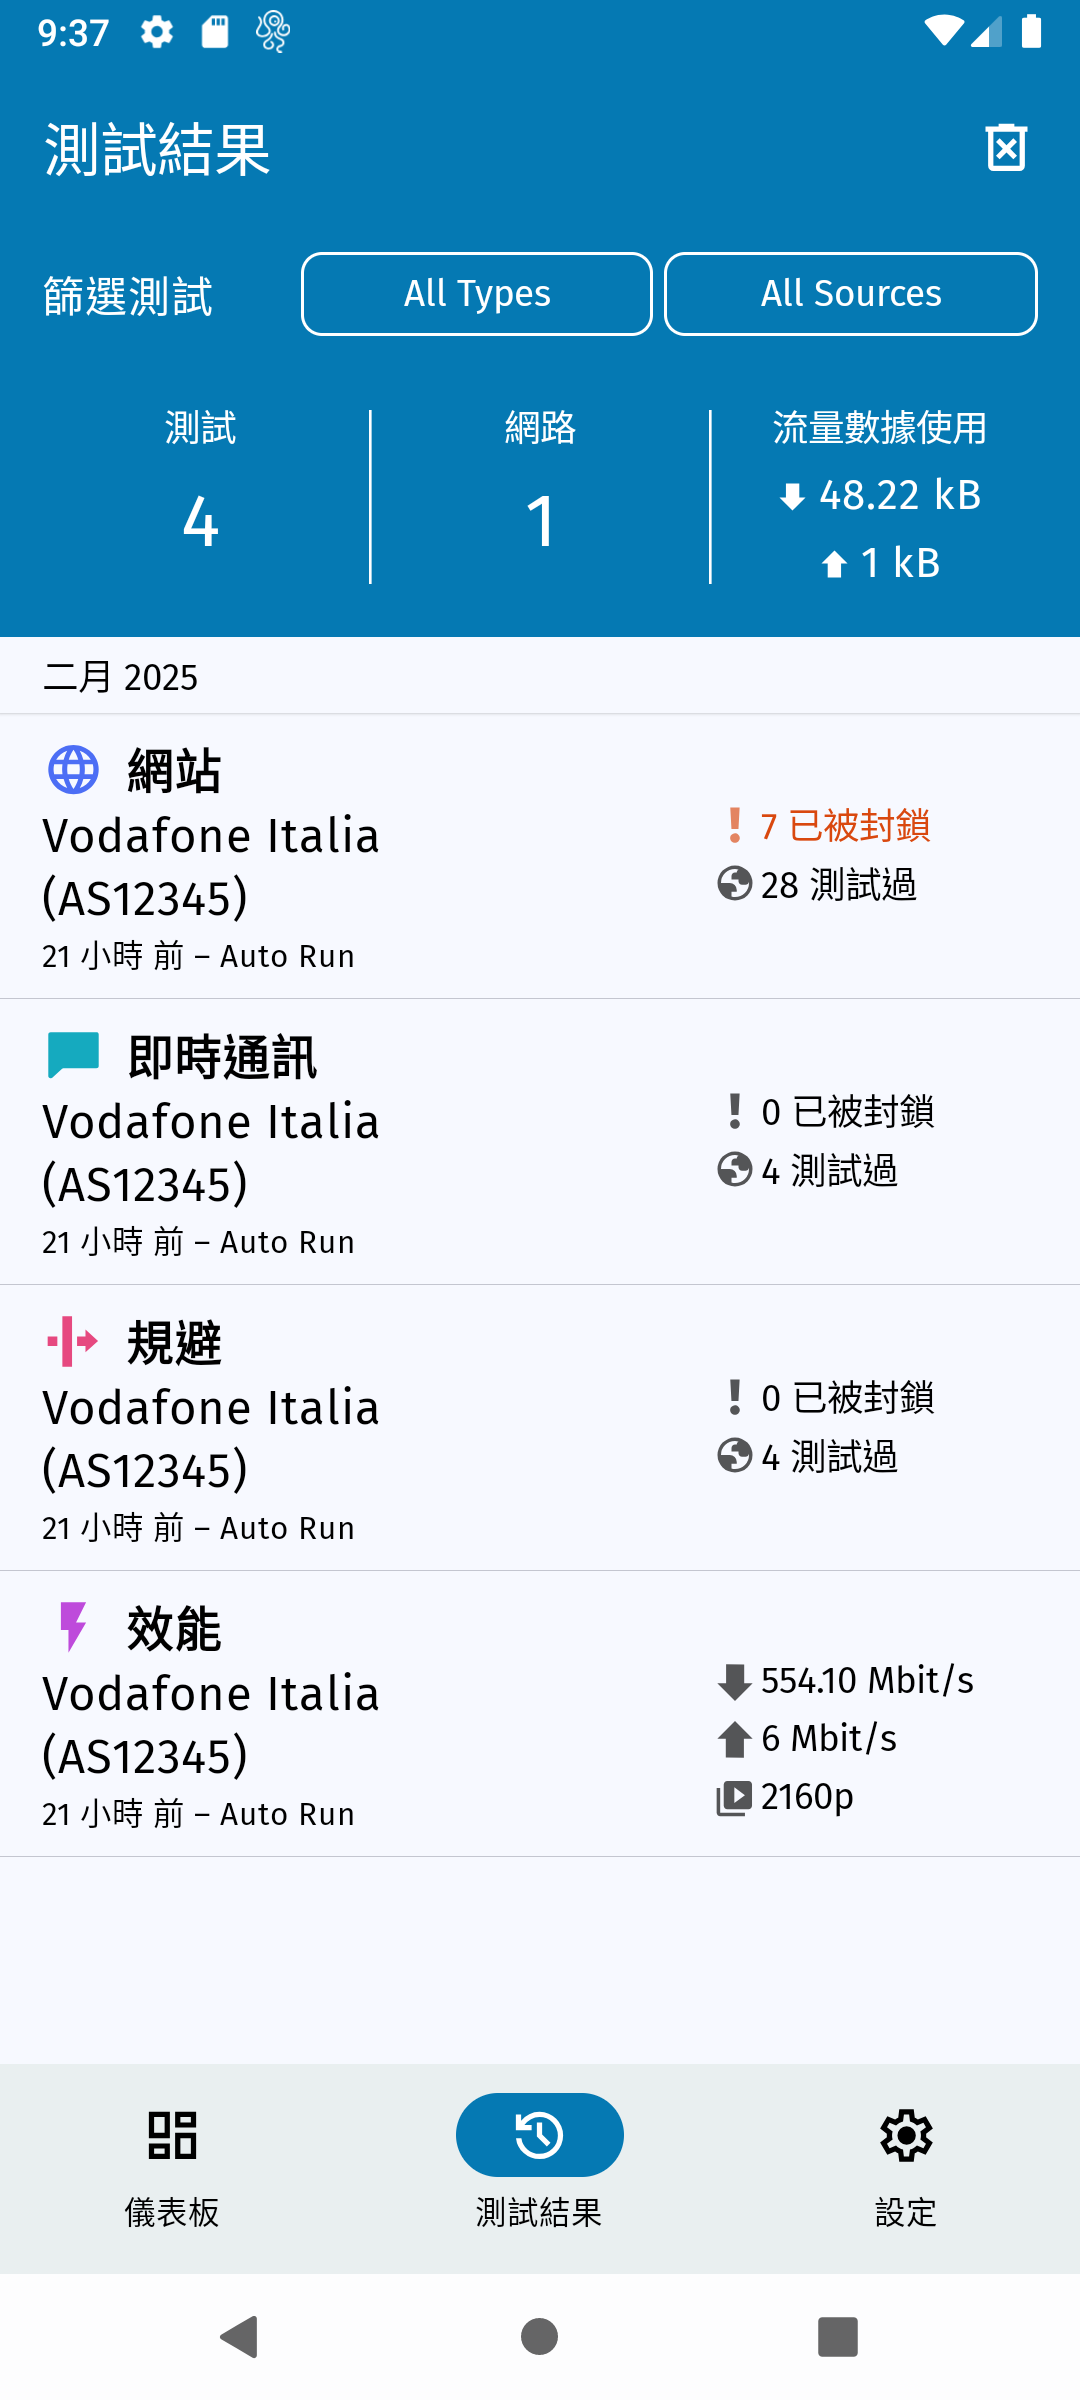 9:37
測試結果
篩選測試
All Types
All Sources
測試
4
網路
1
流量數據使用
48.22 kB
1 kB
二月 2025
網站
Vodafone Italia
(AS12345)
21 小時 前 – Auto Run
7 已被封鎖
28 測試過
即時通訊
Vodafone Italia
(AS12345)
21 小時 前 – Auto Run
0 已被封鎖
4 測試過
規避
Vodafone Italia
(AS12345)
21 小時 前 – Auto Run
0 已被封鎖
4 測試過
效能
Vodafone Italia
(AS12345)
21 小時 前 – Auto Run
554.10 Mbit/s
6 Mbit/s
2160p
儀表板
測試結果
設定